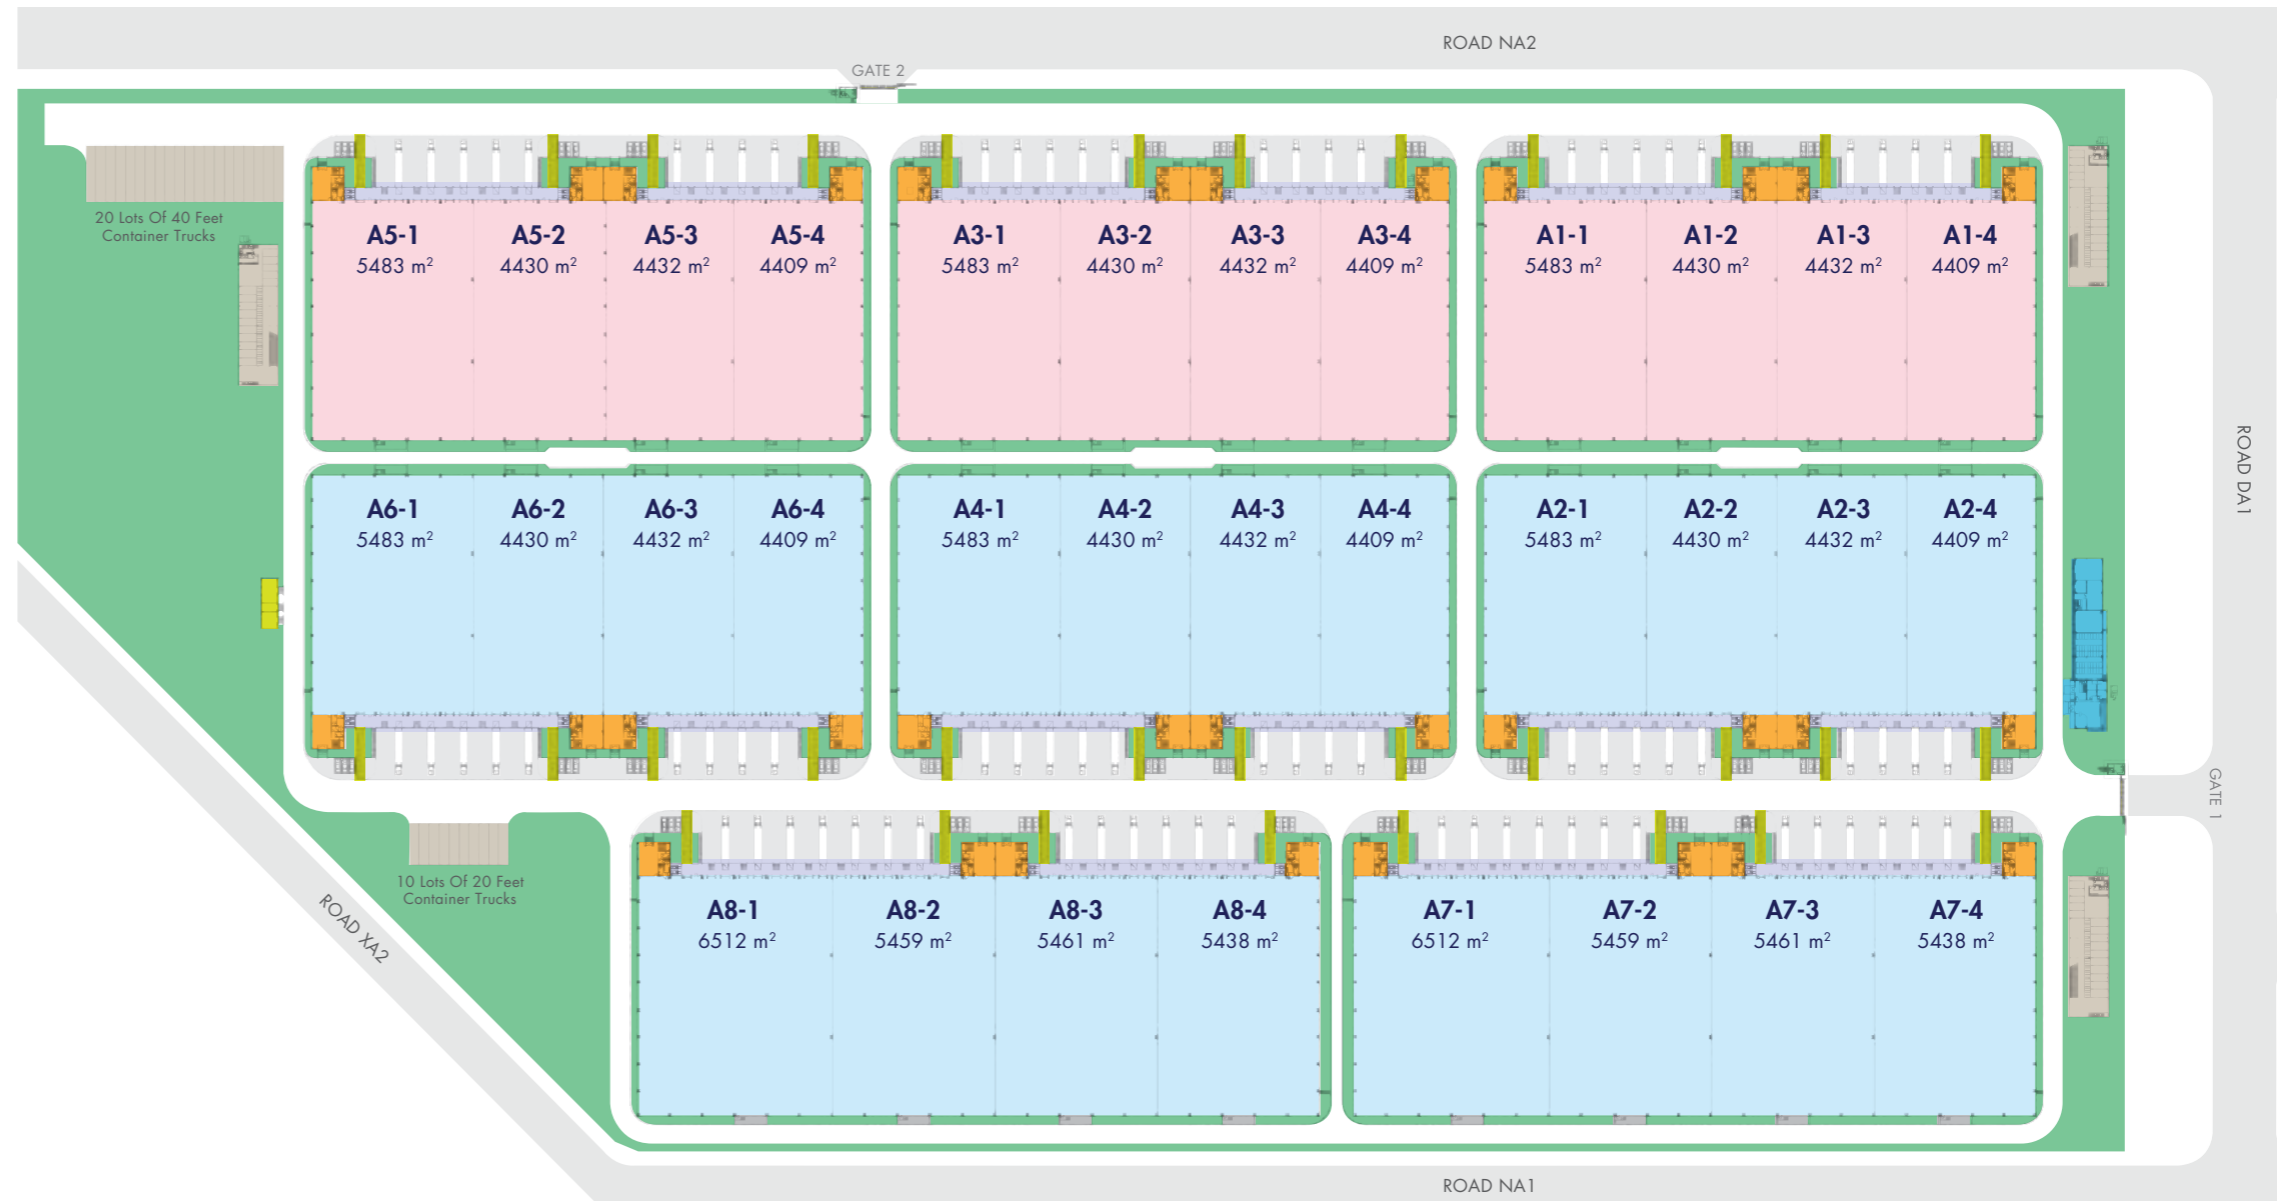 ROAD NA2
GATE 2
20 Lots Of 40 Feet
Container Trucks
A5-1
5483 m²
A5-2
4430 m²
A5-3
4432 m²
A5-4
4409 m²
A3-1
5483 m²
A3-2
4430 m²
A3-3
4432 m²
A3-4
4409 m²
A1-1
5483 m²
A1-2
4430 m²
A1-3
4432 m²
A1-4
4409 m²
ROAD DA1
A6-1
5483 m²
A6-2
4430 m²
A6-3
4432 m²
A6-4
4409 m²
A4-1
5483 m²
A4-2
4430 m²
A4-3
4432 m²
A4-4
4409 m²
A2-1
5483 m²
A2-2
4430 m²
A2-3
4432 m²
A2-4
4409 m²
GATE 1
10 Lots Of 20 Feet
Container Trucks
ROAD XA2
A8-1
6512 m²
A8-2
5459 m²
A8-3
5461 m²
A8-4
5438 m²
A7-1
6512 m²
A7-2
5459 m²
A7-3
5461 m²
A7-4
5438 m²
ROAD NA1